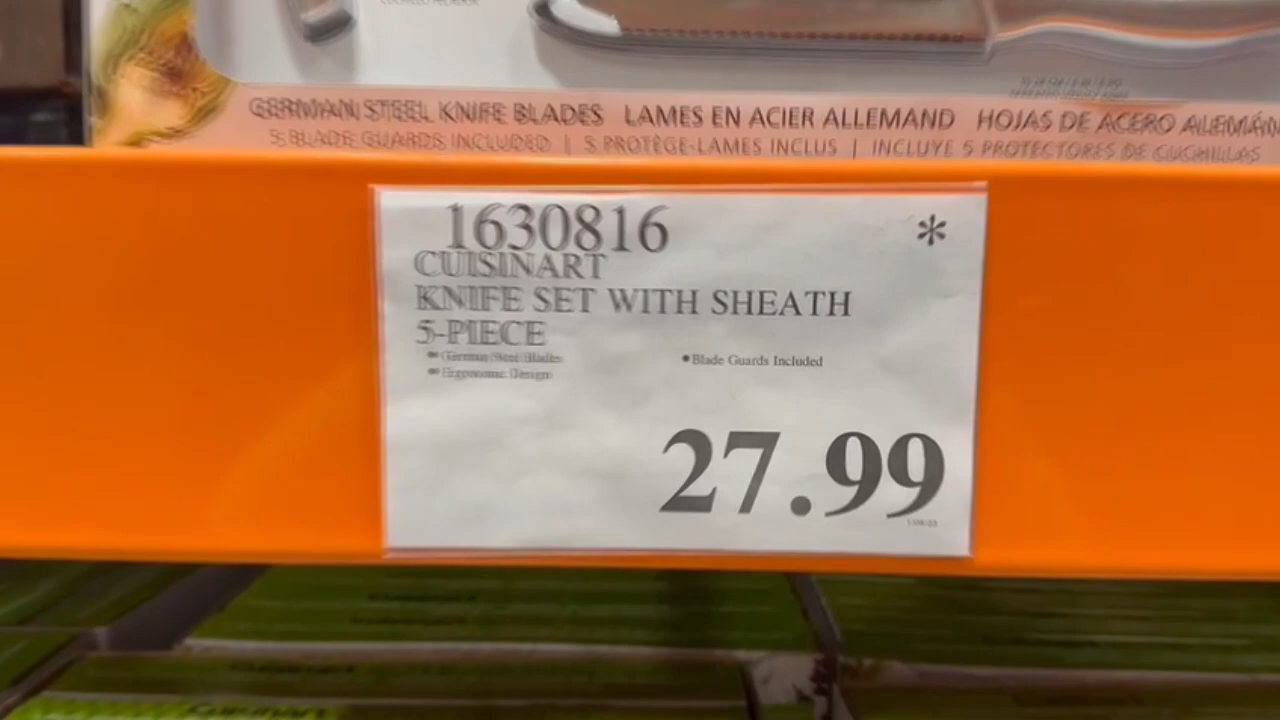 GERMAN STEEL KNIFE BLADES LAMES EN ACIER ALLEMAND HOJAS DE ACERO ALEMÁN
5 BLADE GUARDS INCLUDED | 5 PROTÈGE-LAMES INCLUS | INCLUYE 5 PROTECTORES DE CUCHILLAS
1630816 *
CUISINART
KNIFE SET WITH SHEATH
5-PIECE
•German Steel Blades •Blade Guards Included
•Ergonomic Design
27.99
Cuisinart